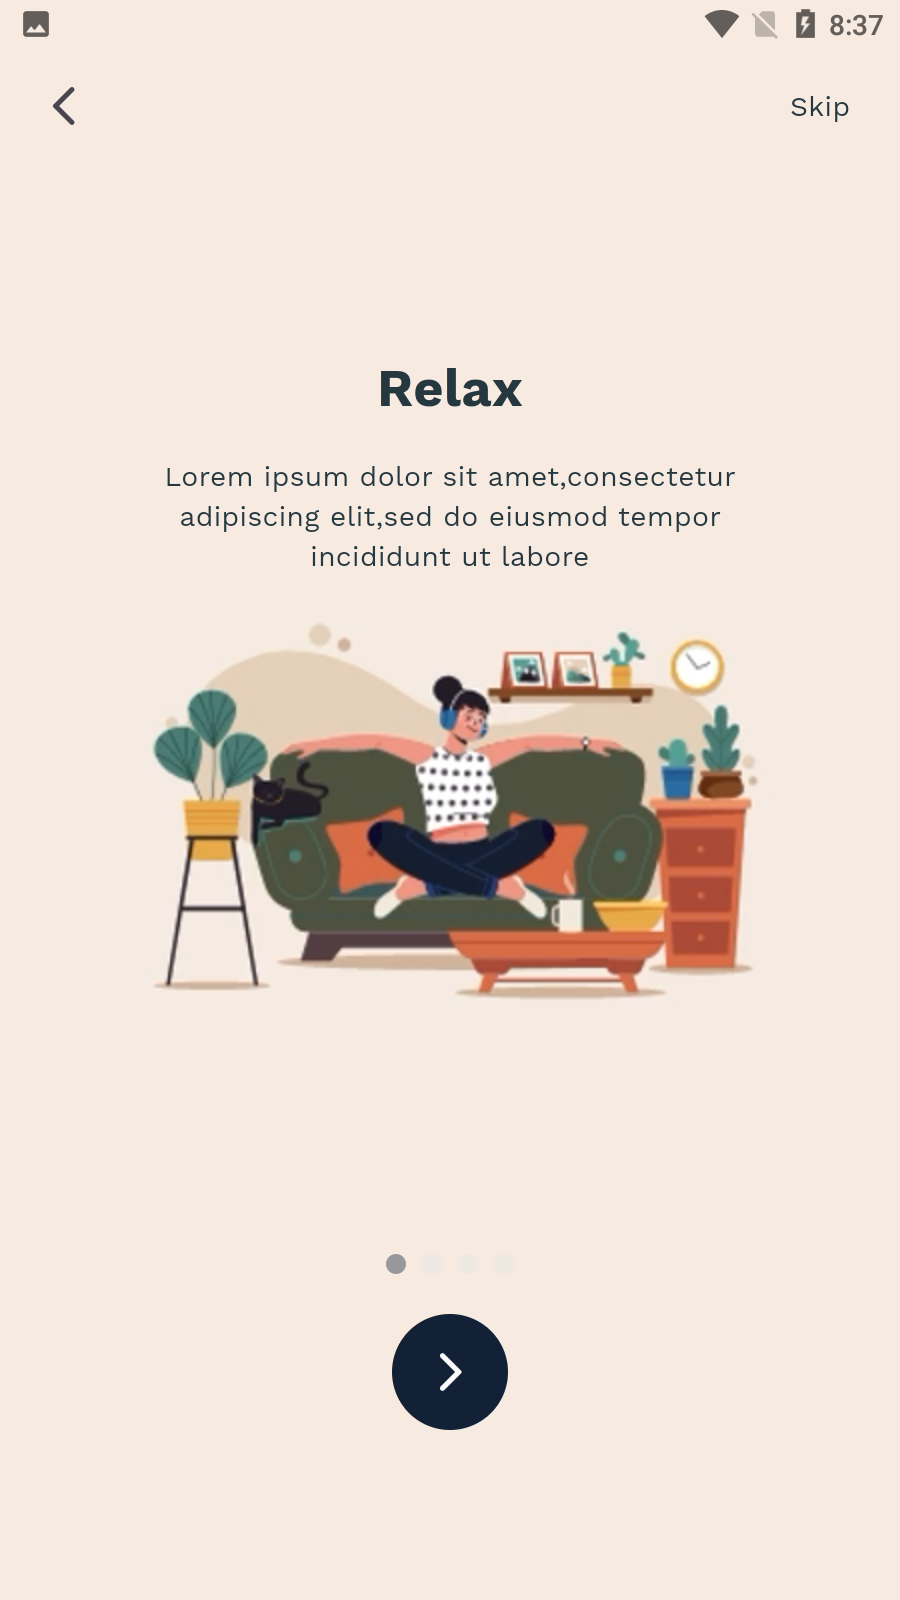 8:37
Skip
Relax
Lorem ipsum dolor sit amet,consectetur
adipiscing elit,sed do eiusmod tempor
incididunt ut labore